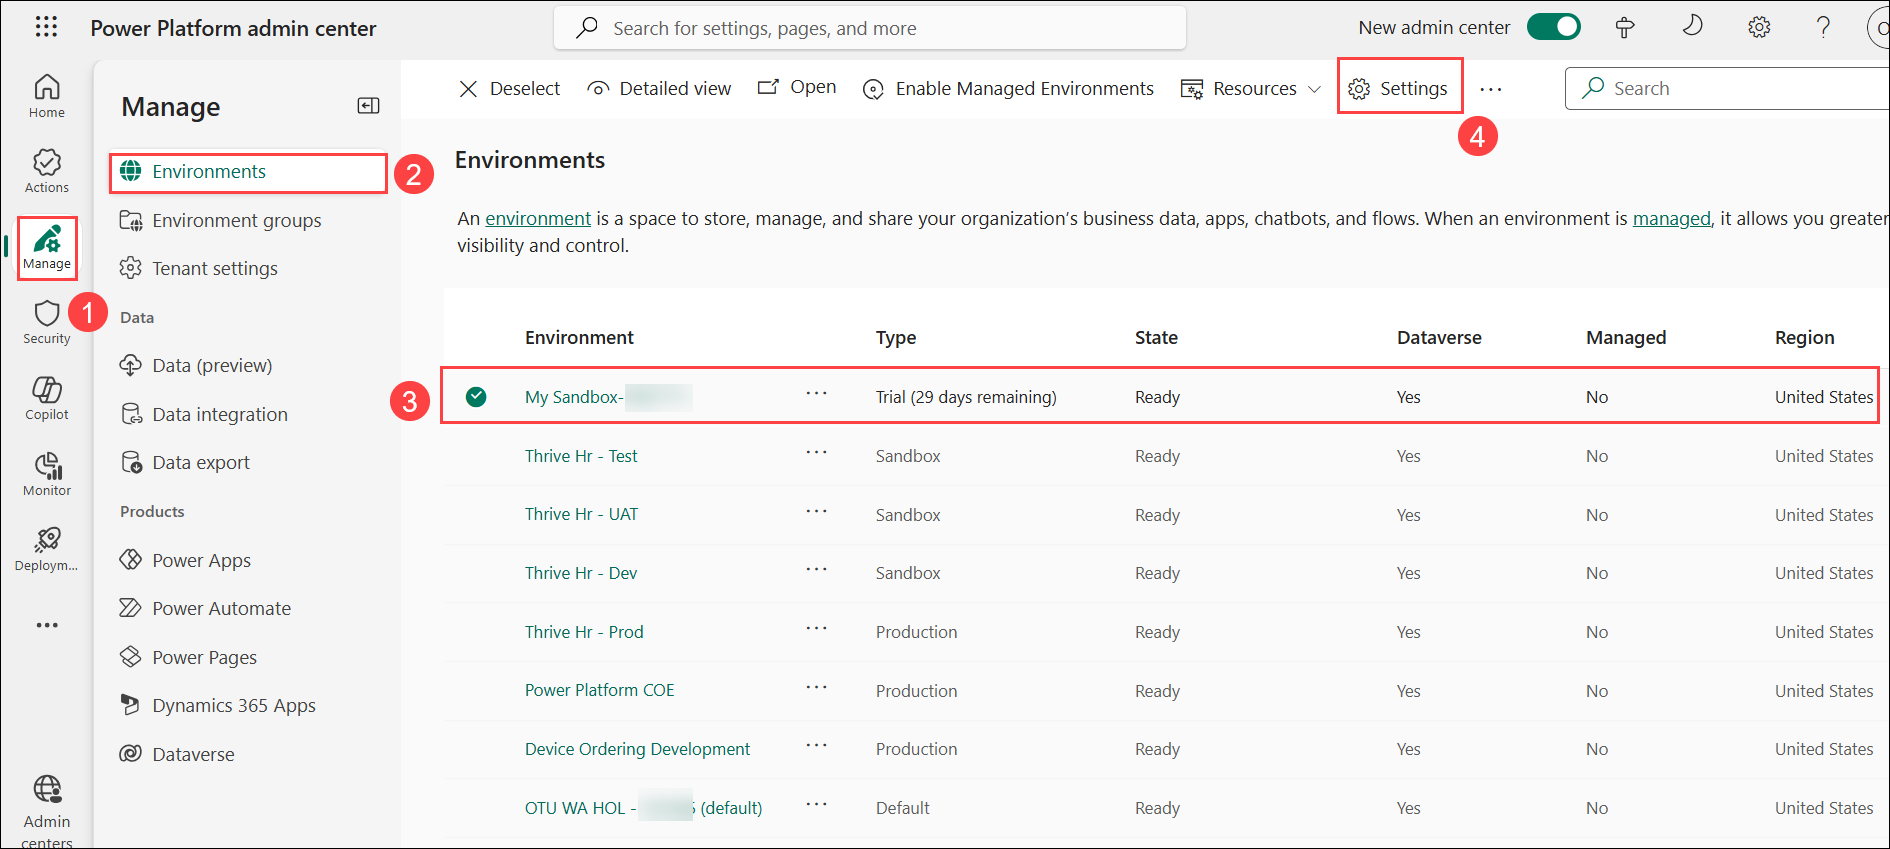 Power Platform admin center
Search for settings, pages, and more
New admin center
Home
Actions
Manage
1
Security
Copilot
Monitor
Deploym...
Admin
centers
Manage
Environments
2
Environment groups
Tenant settings
Data
Data (preview)
Data integration
Data export
Products
Power Apps
Power Automate
Power Pages
Dynamics 365 Apps
Dataverse
Deselect Detailed view Open Enable Managed Environments Resources Settings ... Search
4
Environments
An environment is a space to store, manage, and share your organization's business data, apps, chatbots, and flows. When an environment is managed, it allows you greater
visibility and control.
Environment Type State Dataverse Managed Region
3
My Sandbox- ... Trial (29 days remaining) Ready Yes No United States
Thrive Hr - Test ... Sandbox Ready Yes No United States
Thrive Hr - UAT ... Sandbox Ready Yes No United States
Thrive Hr - Dev ... Sandbox Ready Yes No United States
Thrive Hr - Prod ... Production Ready Yes No United States
Power Platform COE ... Production Ready Yes No United States
Device Ordering Development ... Production Ready Yes No United States
OTU WA HOL - (default) ... Default Ready Yes No United States